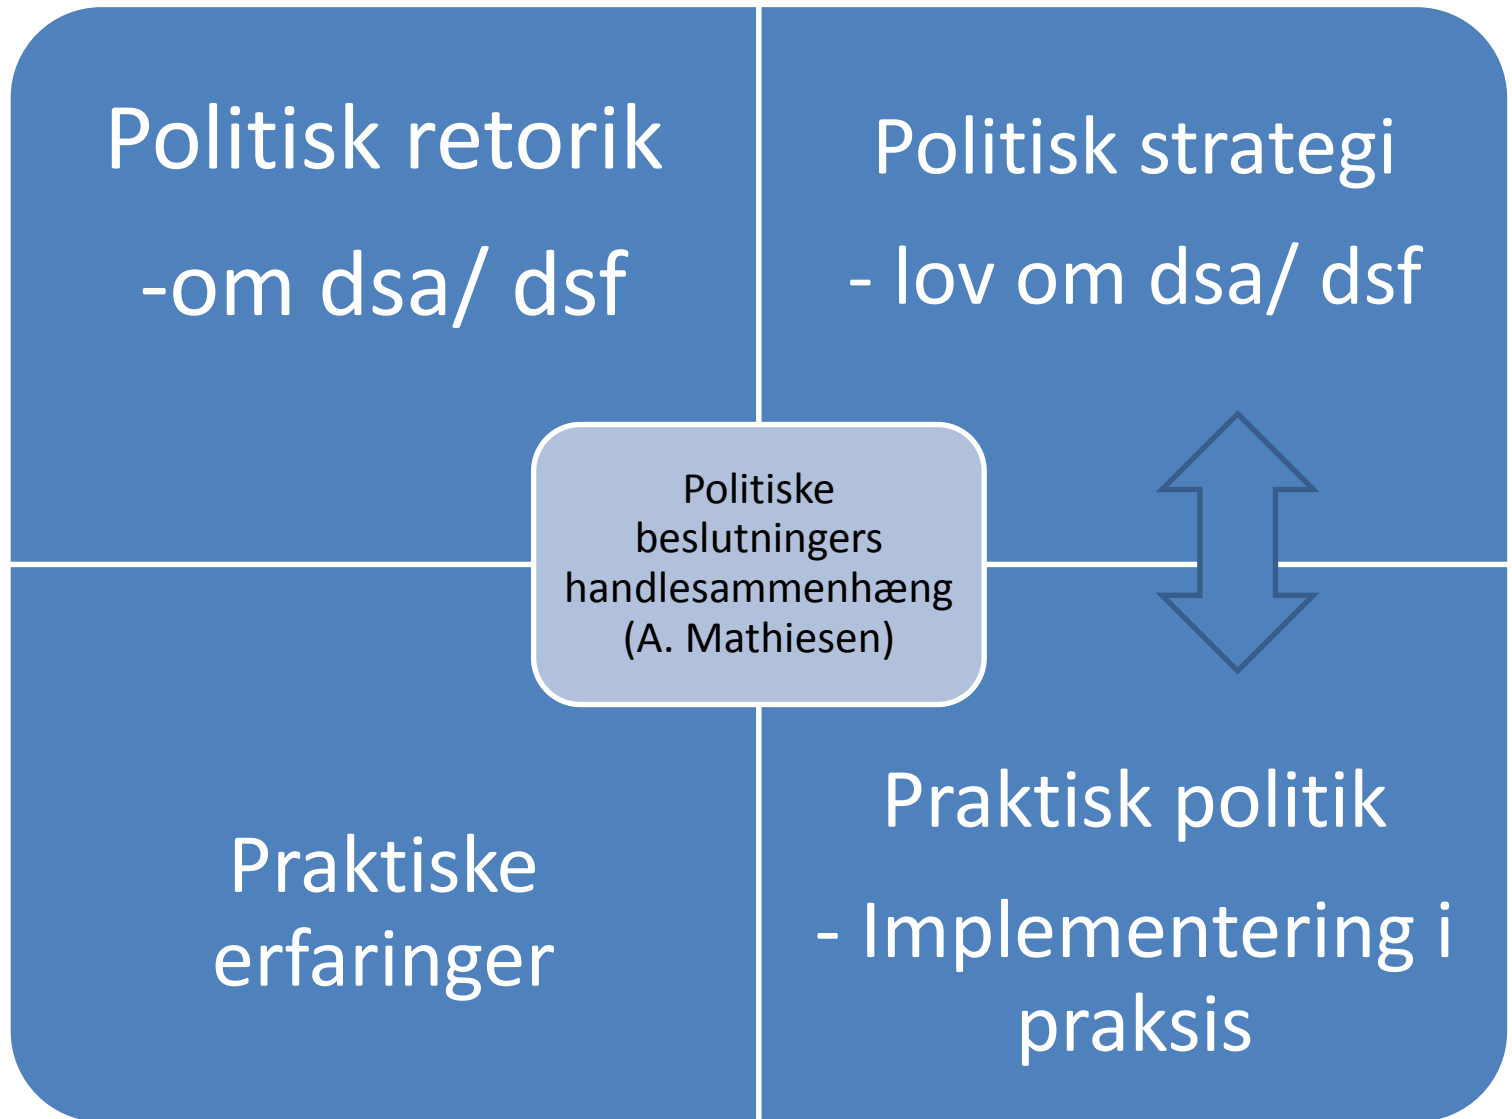 Politisk retorik
-om dsa/ dsf
Politisk strategi
- lov om dsa/ dsf
Politiske
beslutningers
handlesammenhæng
(A. Mathiesen)
Praktiske
erfaringer
Praktisk politik
- Implementering i
praksis